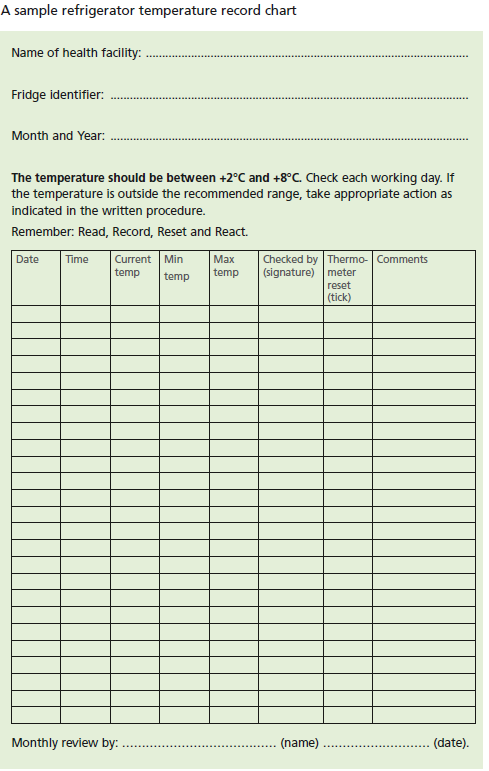 A sample refrigerator temperature record chart
Name of health facility: ....................................................................................................
Fridge identifier: ...............................................................................................................
Month and Year: ...............................................................................................................
The temperature should be between +2°C and +8°C. Check each working day. If
the temperature is outside the recommended range, take appropriate action as
indicated in the written procedure.
Remember: Read, Record, Reset and React.
Date Time Current temp Min temp Max temp Checked by (signature) Thermo-meter reset (tick) Comments
Monthly review by: ....................................... (name) ........................... (date).